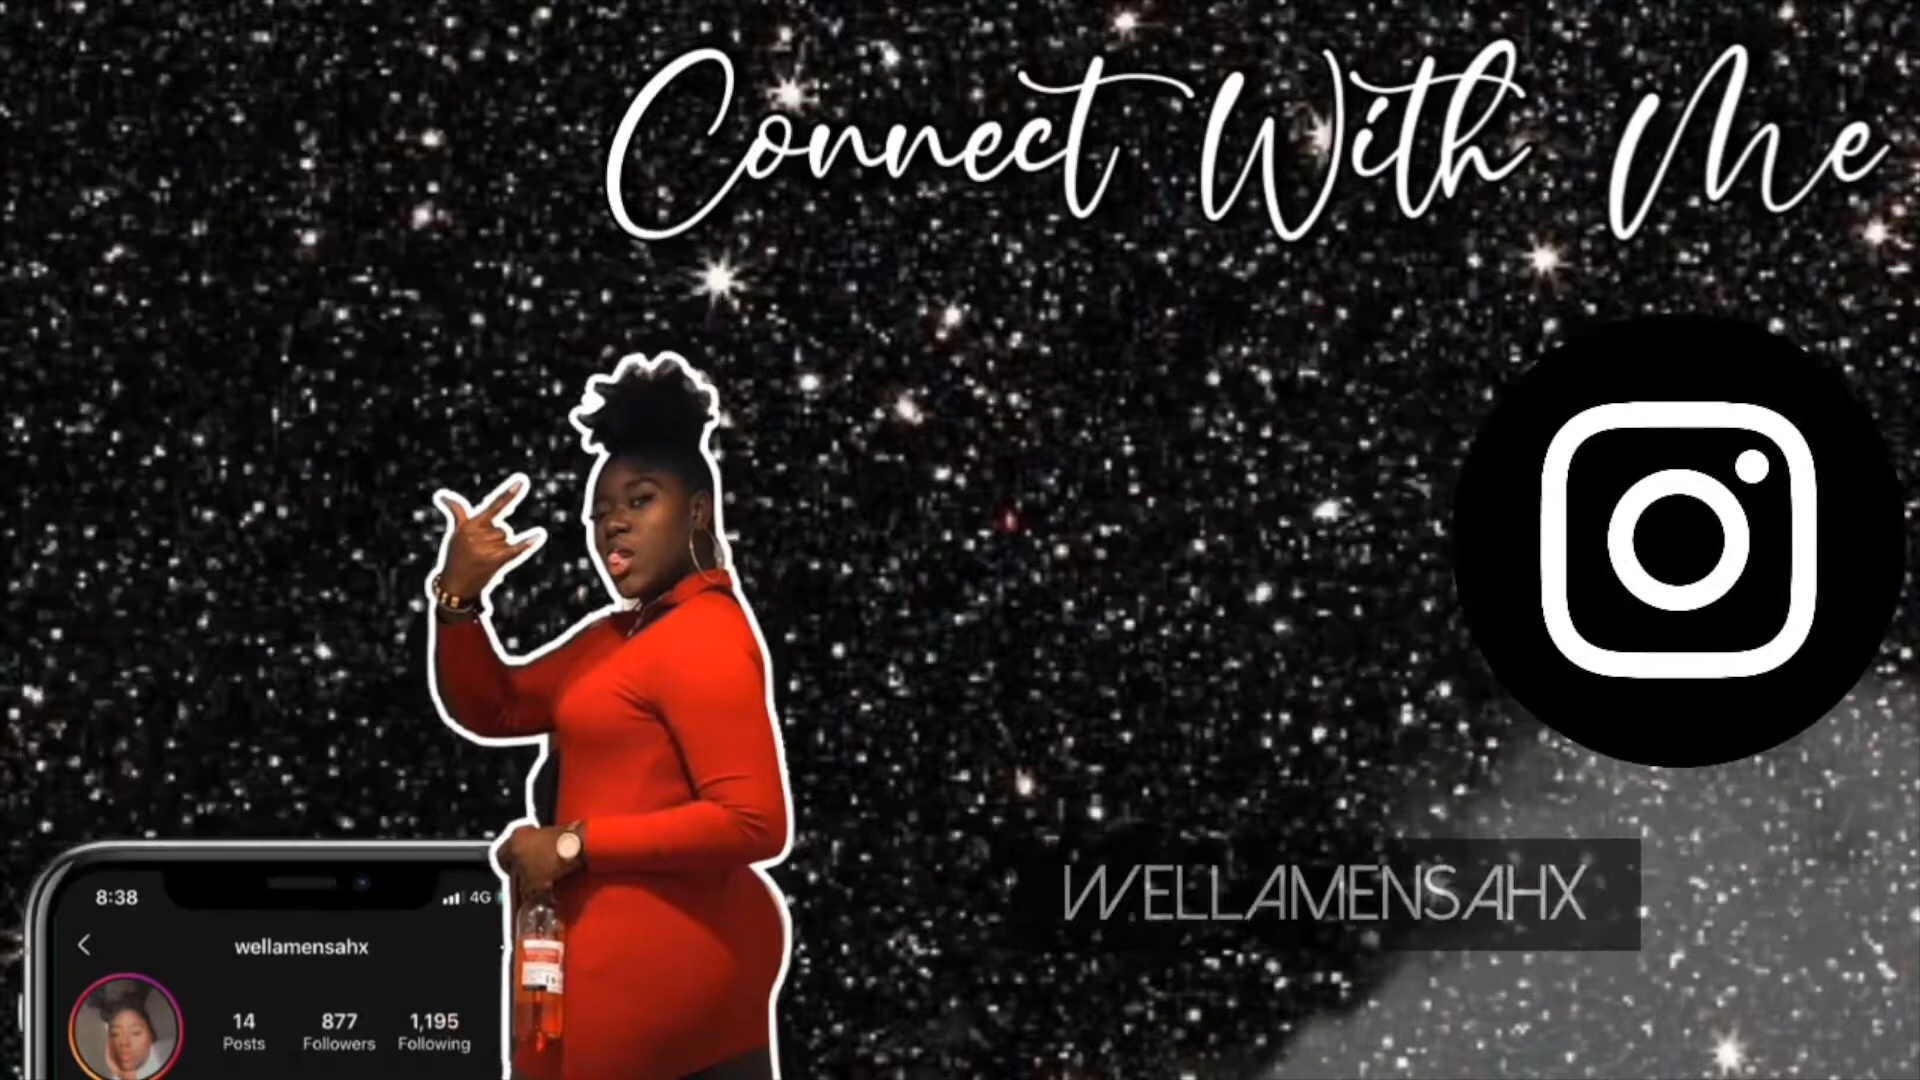 Connect With Me
WELLAMENSAHX
8:38
4G
wellamensahx
14
877
1,195
Posts
Followers
Following